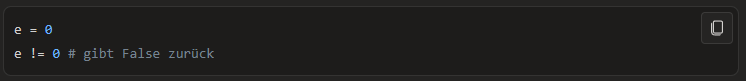 e = 0
e != 0 # gibt False zurück